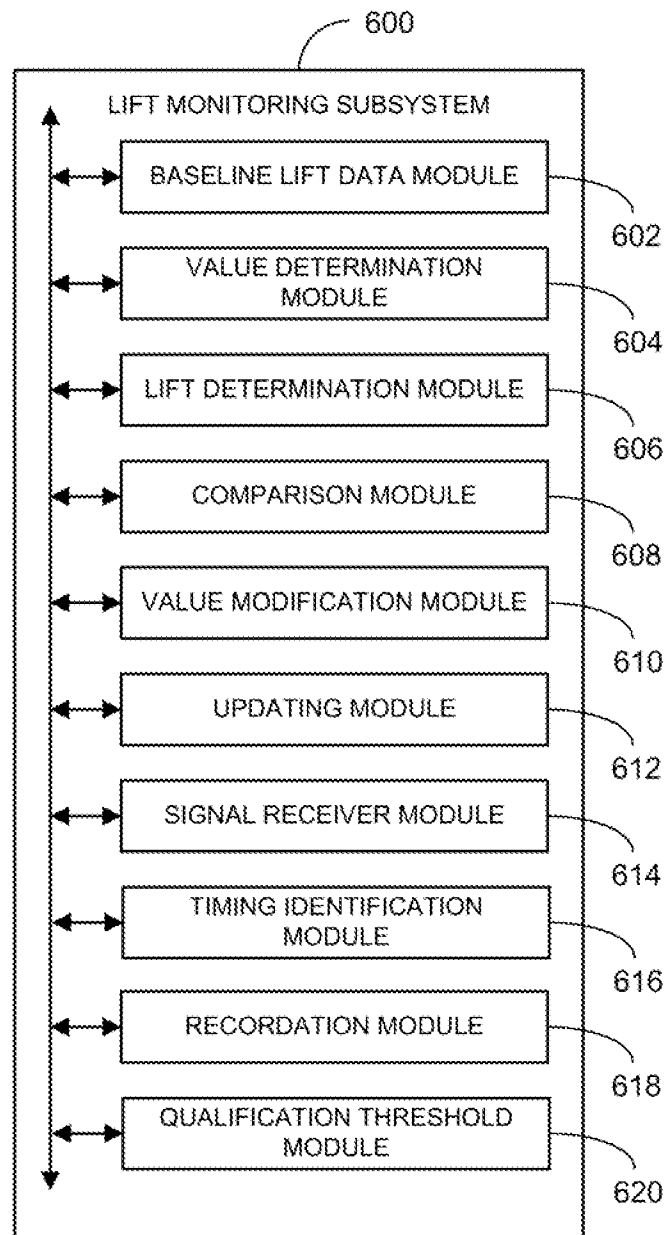 600
LIFT MONITORING SUBSYSTEM
BASELINE LIFT DATA MODULE
602
VALUE DETERMINATION
MODULE
604
LIFT DETERMINATION MODULE
606
COMPARISON MODULE
608
VALUE MODIFICATION MODULE
610
UPDATING MODULE
612
SIGNAL RECEIVER MODULE
614
TIMING IDENTIFICATION
MODULE
616
RECORDATION MODULE
618
QUALIFICATION THRESHOLD
MODULE
620